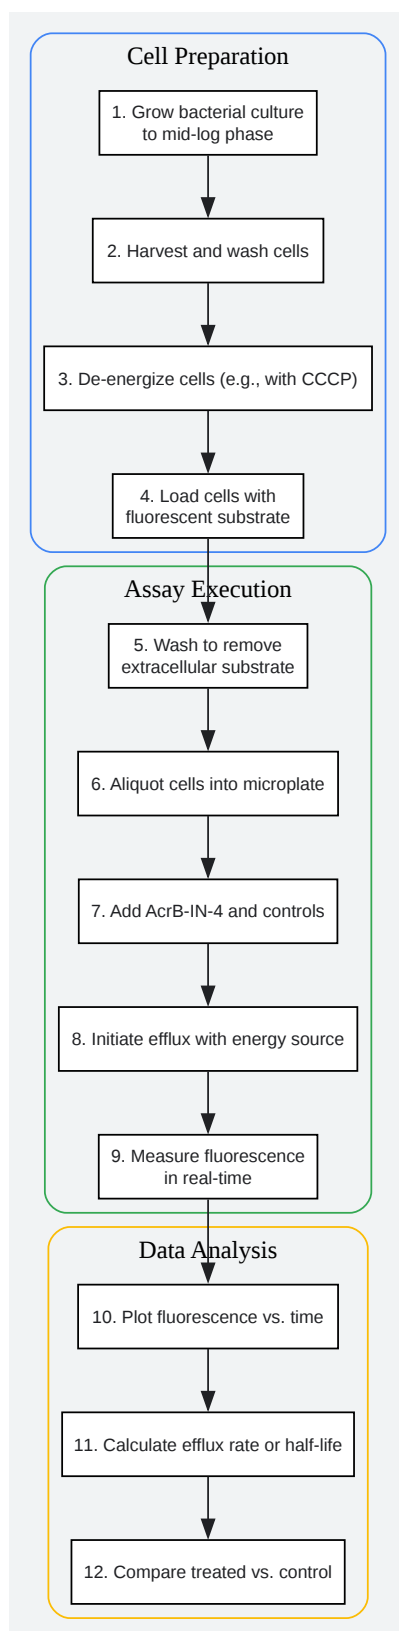 Cell Preparation
1. Grow bacterial culture
to mid-log phase
2. Harvest and wash cells
3. De-energize cells (e.g., with CCCP)
4. Load cells with
fluorescent substrate
Assay Execution
5. Wash to remove
extracellular substrate
6. Aliquot cells into microplate
7. Add AcrB-IN-4 and controls
8. Initiate efflux with energy source
9. Measure fluorescence
in real-time
Data Analysis
10. Plot fluorescence vs. time
11. Calculate efflux rate or half-life
12. Compare treated vs. control